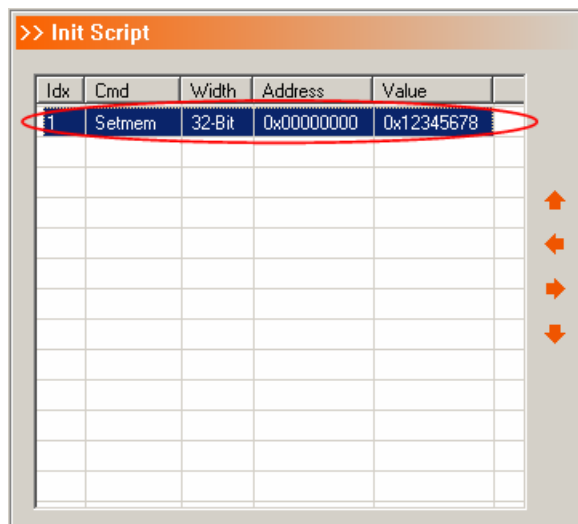 >> Init Script
Idx Cmd Width Address Value
1 Setmem 32-Bit 0x00000000 0x12345678